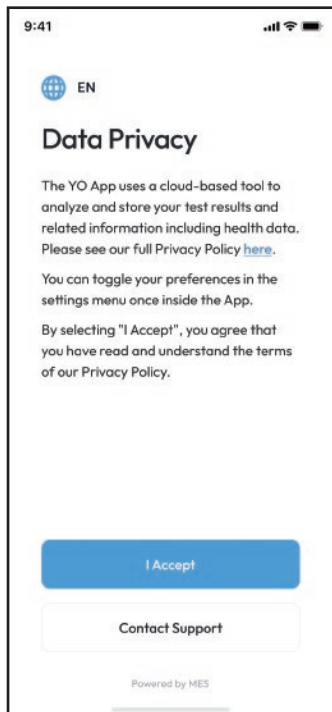 9:41
EN
Data Privacy
The YO App uses a cloud-based tool to
analyze and store your test results and
related information including health data.
Please see our full Privacy Policy here.
You can toggle your preferences in the
settings menu once inside the App.
By selecting "I Accept", you agree that
you have read and understand the terms
of our Privacy Policy.
I Accept
Contact Support
Powered by MES